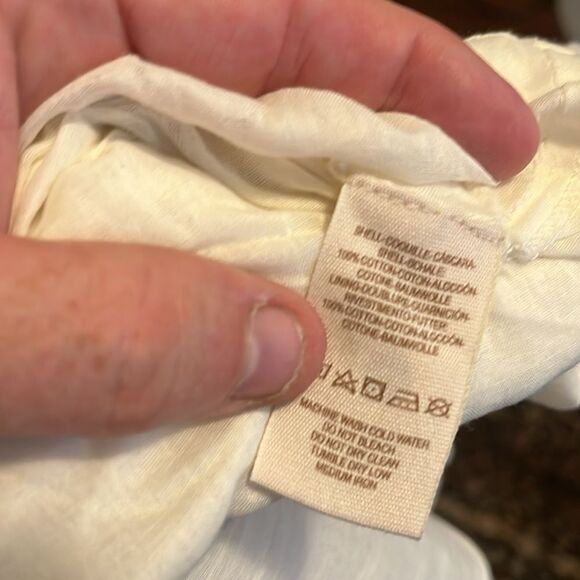 SHELL-COQUILLE-CÁSCARA-
SHELL-SCHALE
100% COTTON-COTON-ALGODÓN-
COTONE-BAUMWOLLE
LINING-DOUBLURE-GUARNICIÓN-
RIVESTIMENTO-FUTTER
100% COTTON-COTON-ALGODÓN-
COTONE-BAUMWOLLE
MACHINE WASH COLD WATER
DO NOT BLEACH
DO NOT DRY CLEAN
TUMBLE DRY LOW
MEDIUM IRON